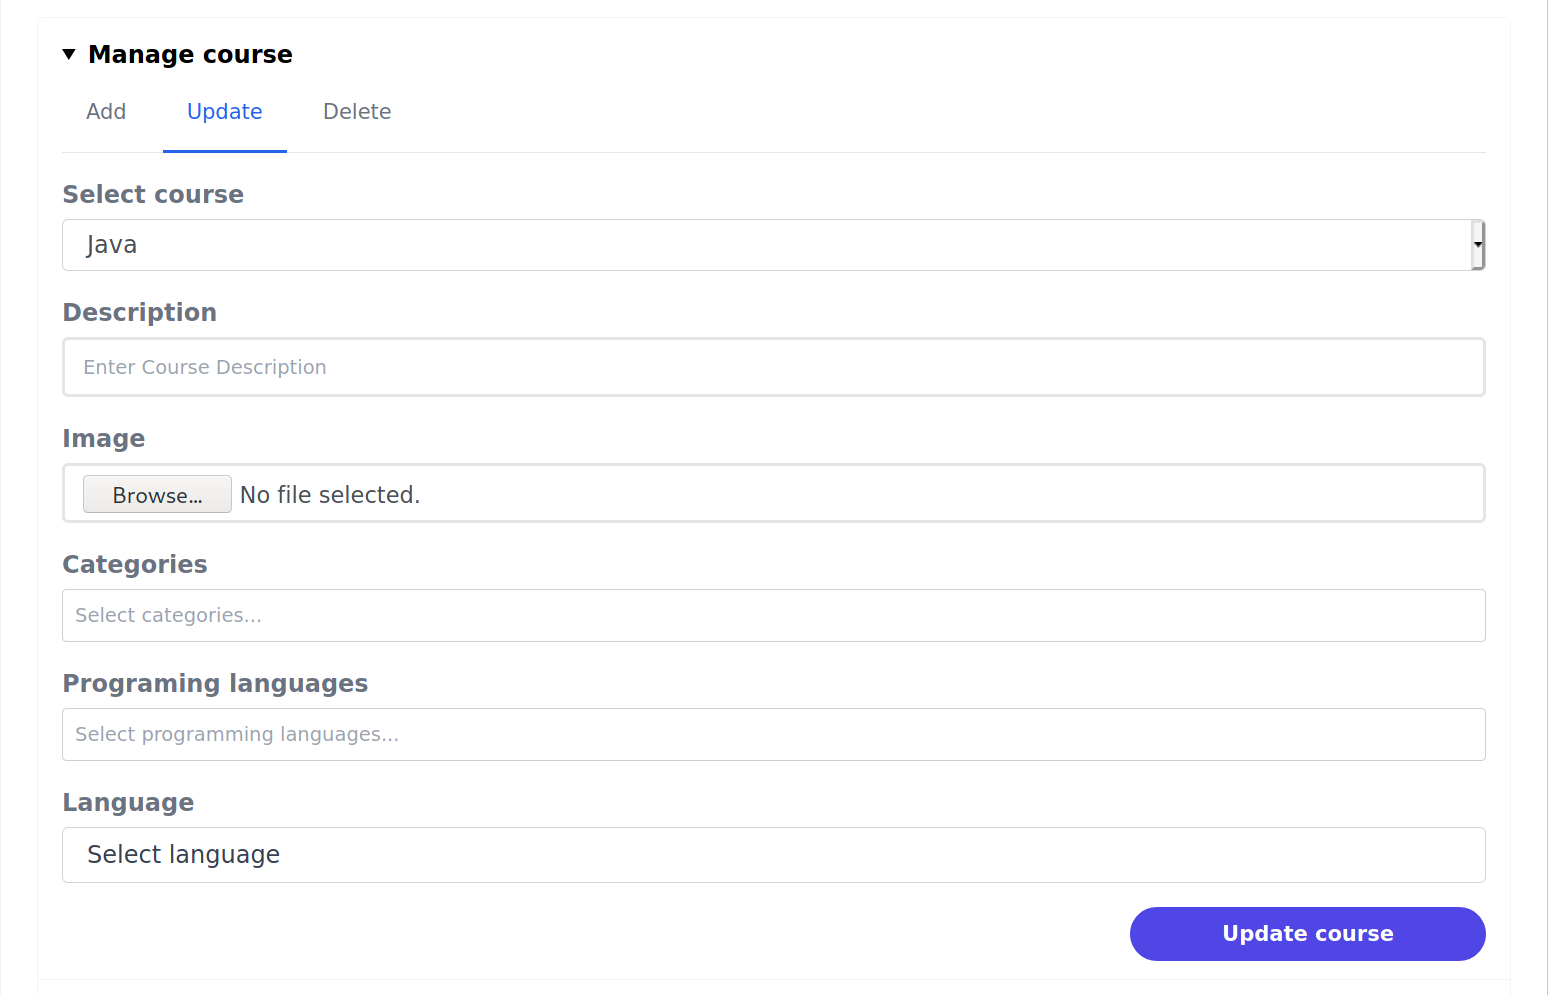 Manage course
Add Update Delete
Select course
Java
Description
Enter Course Description
Image
Browse... No file selected.
Categories
Select categories...
Programing languages
Select programming languages...
Language
Select language
Update course